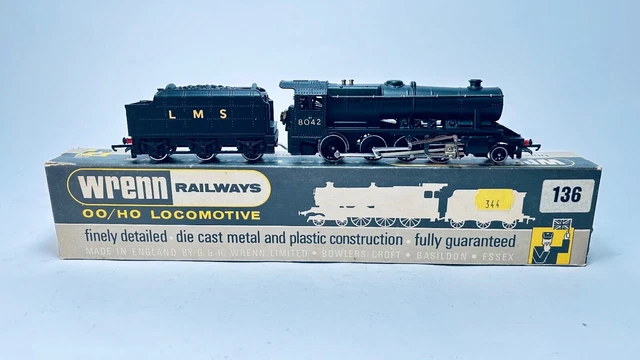 L M S
8042
Wrenn RAILWAYS
OO/HO LOCOMOTIVE
344
136
finely detailed · die cast metal and plastic construction · fully guaranteed
MADE IN ENGLAND BY G & R. WRENN LIMITED · BOWLERS CROFT · BASILDON · ESSEX